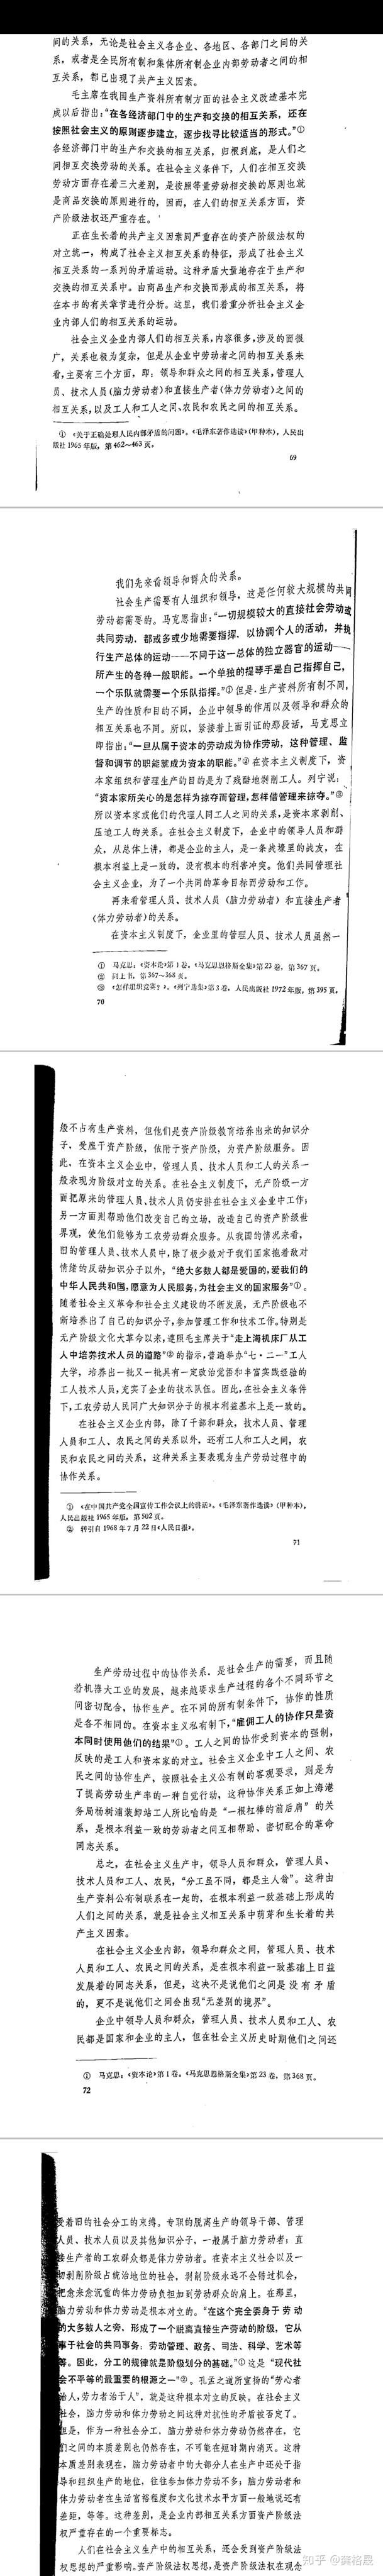 间的关系，无论是社会主义各企业、各地区、各部门之间的关
系，或者是全民所有制和集体所有制企业内部劳动者之间的相
互关系，都已出现了共产主义因素。
毛主席在我国生产资料所有制方面的社会主义改造基本完
成以后指出：“在各经济部门中的生产和交换的相互关系，还在
按照社会主义的原则逐步建立，逐步找寻比较适当的形式。”①
各经济部门中的生产和交换的相互关系，归根到底，是人们之
间相互交换劳动的关系。在社会主义条件下，人们在相互交换
劳动方面存在着三大差别，是按照等量劳动相交换的原则也就
是商品交换的原则进行的，因而，在人们的相互关系方面，资
产阶级法权还严重存在。
正在生长着的共产主义因素同严重存在的资产阶级法权的
对立统一，构成了社会主义相互关系的特征，形成了社会主义
相互关系的一系列的矛盾运动。这种矛盾大量地存在于生产和
交换的相互关系中。由商品生产和交换而形成的相互关系，将
在本书的有关章节进行分析。这里，我们着重分析社会主义企
业内部人们的相互关系的运动。
社会主义企业内部人们的相互关系，内容很多，涉及的面很
广，关系也极为复杂，但是从企业中劳动者之间的相互关系来
看，主要有三个方面，即：领导和群众之间的相互关系，管理人
员、技术人员(脑力劳动者)和直接生产者(体力劳动者)之间的
相互关系，以及工人和工人之间、农民和农民之间的相互关系。
① 《关于正确处理人民内部矛盾的问题》。《毛泽东著作选读》(甲种本)，人民出
版社1965年版，第462～463页。
69
我们先来看领导和群众的关系。
社会生产需要有人组织和领导，这是任何较大规模的共同
劳动都需要的。马克思指出：“一切规模较大的直接社会劳动或
共同劳动，都或多或少地需要指挥，以协调个人的活动，并执
行生产总体的运动——不同于这一总体的独立器官的运动——
所产生的各种一般职能。一个单独的提琴手是自己指挥自己，
一个乐队就需要一个乐队指挥。”①但是，生产资料所有制不同，
生产的性质和目的不同，企业中领导的作用以及领导和群众的
相互关系也不同。所以，紧接着上面引证的那段话，马克思立
即指出：“一旦从属于资本的劳动成为协作劳动，这种管理、监
督和调节的职能就成为资本的职能。”②在资本主义制度下，资
本家组织和管理生产的目的是为了残酷地剥削工人。列宁说：
“资本家所关心的是怎样为掠夺而管理，怎样借管理来掠夺。”③
所以资本家或他们的代理人同工人之间的关系，是资本家剥削、
压迫工人的关系。在社会主义制度下，企业中的领导人员和群
众，从总体上讲，都是企业的主人，是一条战壕里的战友，在
根本利益上是一致的，没有根本的利害冲突。他们共同管理社
会主义企业，为了一个共同的革命目标而劳动和工作。
再来看管理人员、技术人员（脑力劳动者）和直接生产者
(体力劳动者)的关系。
在资本主义制度下，企业里的管理人员、技术人员虽然一
① 马克思：《资本论》第1卷。《马克思恩格斯全集》第23卷，第367页。
② 同上书，第367～368页。
③ 《怎样组织竞赛？》。《列宁选集》第3卷，人民出版社1972年版，第395页。
70
级不占有生产资料，但他们是资产阶级教育培养出来的知识分
子，受雇于资产阶级，依附于资产阶级，为资产阶级服务。因
此，在资本主义企业中，管理人员、技术人员和工人的关系一
般表现为阶级对立的关系。在社会主义制度下，无产阶级一方
面把原来的管理人员、技术人员仍安排在社会主义企业中工作；
另一方面则帮助他们改变自己的立场，改造自己的资产阶级世
界观，使他们能够为工农劳动群众服务。从我国的情况来看，
旧的管理人员、技术人员中，除了极少数对于我们国家抱着敌对
情绪的反动知识分子以外，“绝大多数人都是爱国的，爱我们的
中华人民共和国，愿意为人民服务，为社会主义的国家服务”①。
随着社会主义革命和社会主义建设的不断发展，无产阶级也不
断培养出了自己的知识分子，参加管理工作和技术工作。特别是
无产阶级文化大革命以来，遵照毛主席关于“走上海机床厂从工
人中培养技术人员的道路”②的指示，普遍举办“七·二一”工人
大学，培养出一批又一批具有一定政治觉悟和丰富实践经验的
工人技术人员，充实了企业的技术队伍。因此，在社会主义条件
下，工农劳动人民同广大知识分子的根本利益基本上是一致的。
在社会主义企业内部，除了干部和群众，技术人员、管理
人员和工人、农民之间的关系以外，还有工人和工人之间，农
民和农民之间的关系，这种关系主要表现为生产劳动过程中的
协作关系。
① 《在中国共产党全国宣传工作会议上的讲话》。《毛泽东著作选读》(甲种本)，
人民出版社1965年版，第502页。
② 转引自1968年7月22日《人民日报》。
71
生产劳动过程中的协作关系，是社会生产的需要，而且随
着机器大工业的发展，越来越要求生产过程的各个不同环节之
间密切配合，协作生产。在不同的所有制条件下，协作的性质
是各不相同的。在资本主义私有制下，“雇佣工人的协作只是资
本同时使用他们的结果”①。工人之间的协作受到资本的强制，
反映的是工人和资本家的对立。社会主义企业中工人之间、农
民之间的协作生产，按照社会主义公有制的客观要求，则是为
了提高劳动生产率的一种自觉行动，这种协作关系正如上海港
务局杨树浦装卸站工人所比喻的是“一根杠棒的前后肩”的关
系，是根本利益一致的劳动者之间互相帮助、密切配合的革命
同志关系。
总之，在社会主义生产中，领导人员和群众，管理人员、
技术人员和工人、农民，“分工虽不同，都是主人翁”。这种由
生产资料公有制联系在一起的，在根本利益一致基础上形成的
人们之间的关系，就是社会主义相互关系中萌芽和生长着的共
产主义因素。
在社会主义企业内部，领导和群众之间，管理人员、技术
人员和工人、农民之间的关系，是在根本利益一致基础上日益
发展着的同志关系，但是，这决不是说他们之间是没有矛盾
的，更不是说他们之间会出现“无差别的境界”。
企业中领导人员和群众，管理人员、技术人员和工人、农
民都是国家和企业的主人，但在社会主义历史时期他们之间还
① 马克思：《资本论》第1卷。《马克思恩格斯全集》第23卷，第368页。
72
受着旧的社会分工的束缚。专职的脱离生产的领导干部、管理
人员、技术人员以及其他知识分子，一般属于脑力劳动者；直
接生产者的工农群众都是体力劳动者。在资本主义社会以及一
切剥削阶级占统治地位的社会，剥削阶级永远不会错过机会，
把愈来愈沉重的体力劳动负担加到劳动群众的肩上。在那里，
脑力劳动和体力劳动是根本对立的。“在这个完全委身于劳动
的大多数人之旁，形成了一个脱离直接生产劳动的阶级，它从
事于社会的共同事务：劳动管理、政务、司法、科学、艺术等
等。因此，分工的规律就是阶级划分的基础。”①这是“现代社
会不平等的最重要的根源之一”②。孔孟之道所宣扬的“劳心者
治人，劳力者治于人”，就是这种根本对立的反映。在社会主义
社会，脑力劳动和体力劳动之间这种对抗性的矛盾被否定了。
但是，作为一种社会分工，脑力劳动和体力劳动仍然存在，它
们之间的本质差别也仍然存在，不可能在短时期内消灭。这种
本质差别表现在，脑力劳动者中的大部分人在生产中还处于指
导和组织生产的地位，往往参加体力劳动不多；脑力劳动者和
体力劳动者在生活富裕程度和文化技术水平方面一般地说还有
差距，等等。这种差别，是企业内部相互关系方面资产阶级法
权严重存在的一个重要标志。
人们在社会主义生产中的相互关系，还会受到资产阶级法
权思想的严重影响。资产阶级法权思想，是资产阶级法权在观念
知乎 @龚格晟